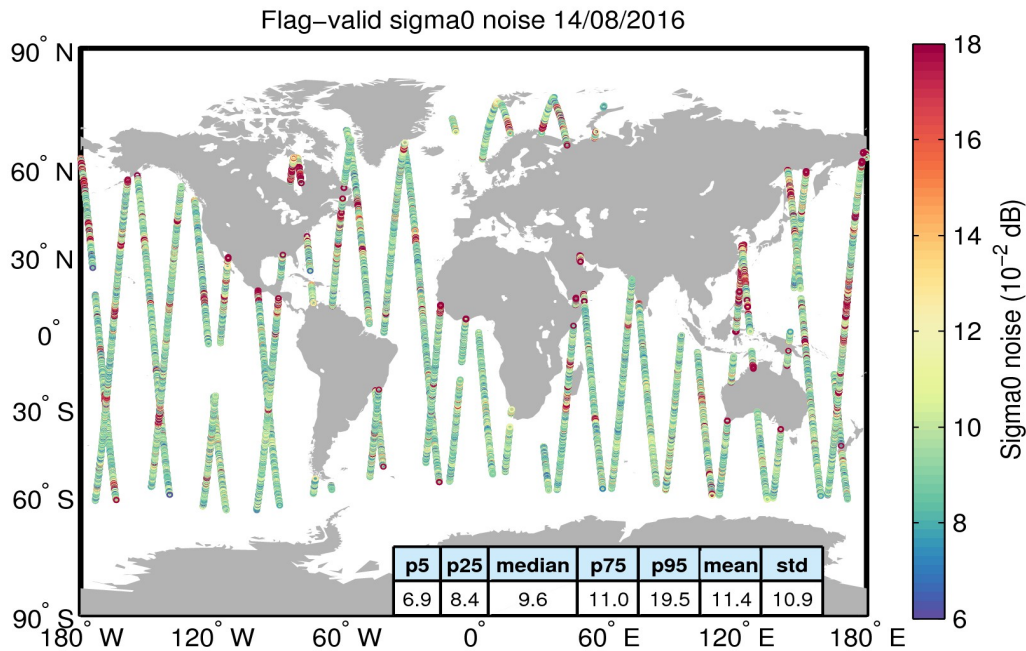 Flag−valid sigma0 noise 14/08/2016
90° N
60° N
30° N
0°
30° S
60° S
90° S
180° W 120° W 60° W 0° 60° E 120° E 180° E
p5 p25 median p75 p95 mean std
6.9 8.4 9.6 11.0 19.5 11.4 10.9
18
16
14
12
10
8
6
Sigma0 noise (10⁻² dB)